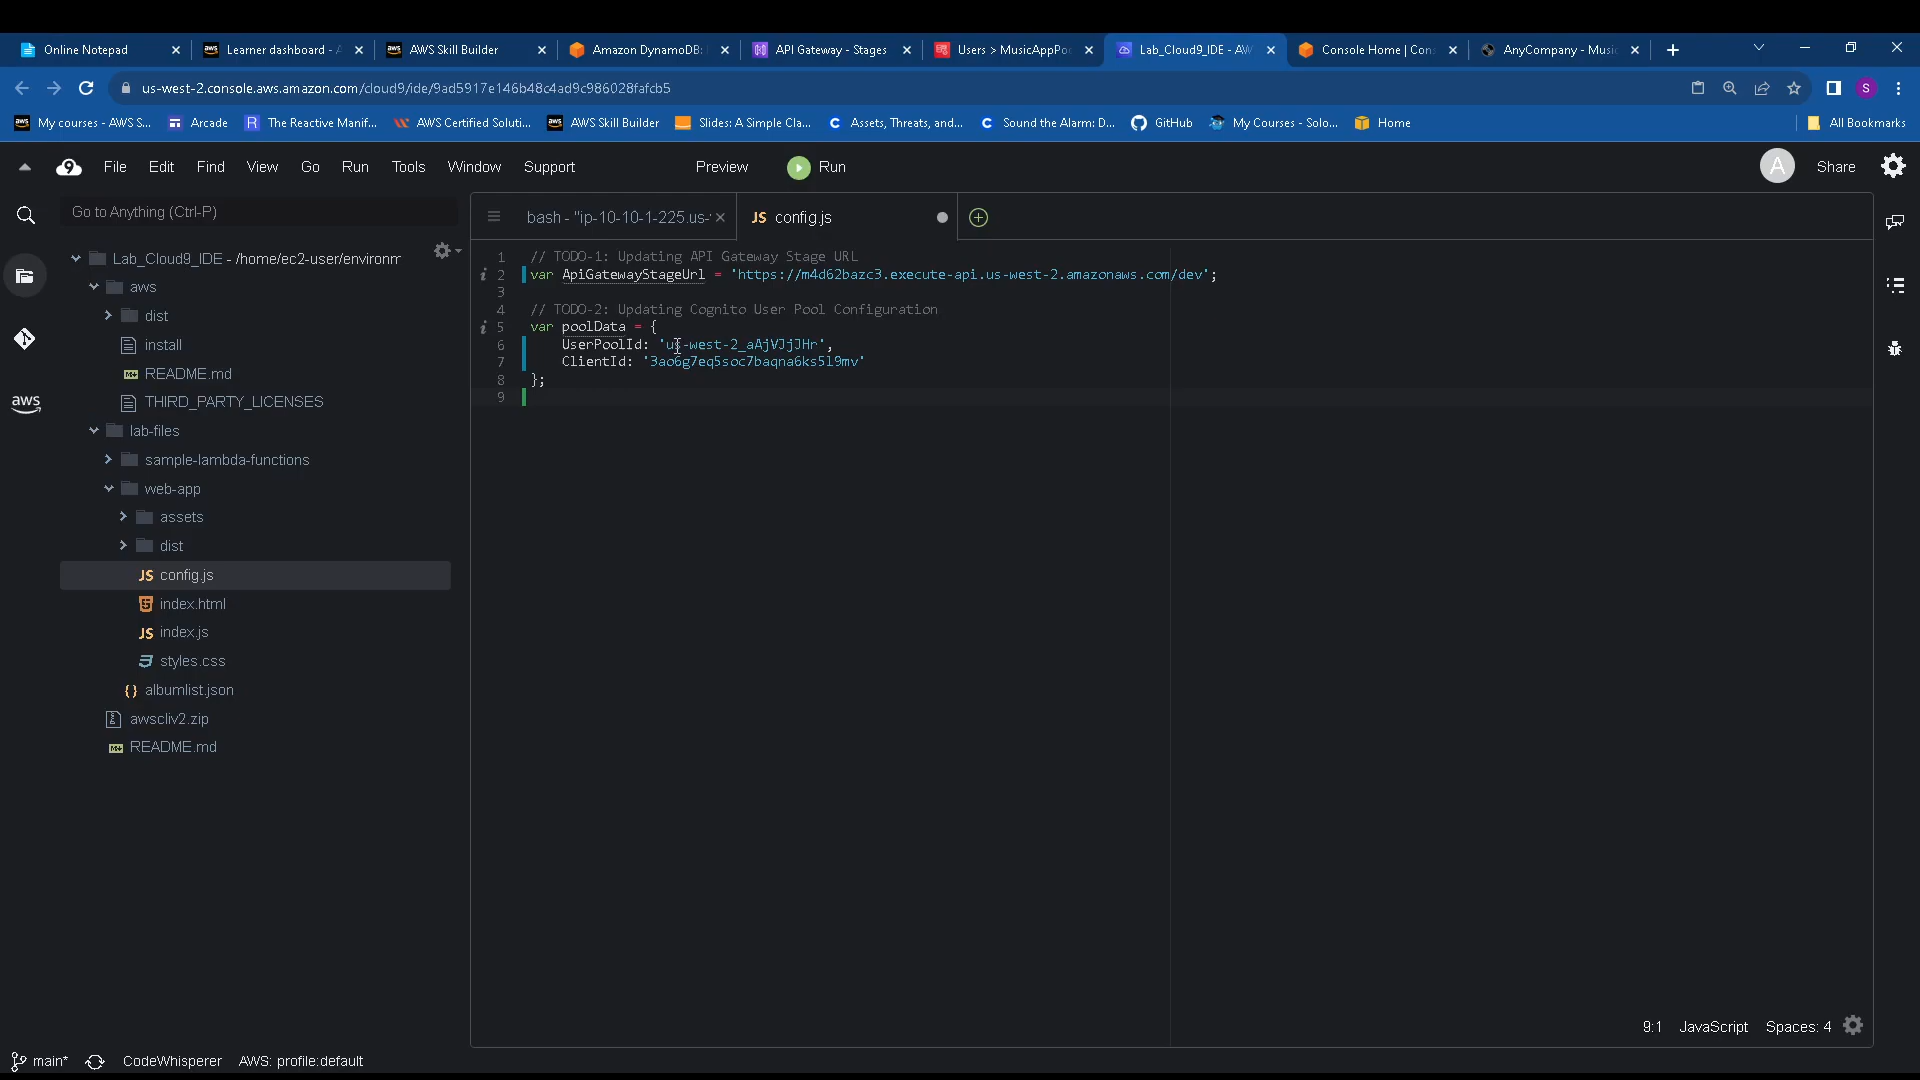 Online Notepad
Learner dashboard - A
AWS Skill Builder
Amazon DynamoDB:
API Gateway - Stages
Users > MusicAppPoo
Lab_Cloud9_IDE - AW
Console Home | Con
AnyCompany - Music
us-west-2.console.aws.amazon.com/cloud9/ide/9ad5917e146b48c4ad9c986028fafcb5
S
My courses - AWS S...
Arcade
The Reactive Manif...
AWS Certified Soluti...
AWS Skill Builder
Slides: A Simple Cla...
Assets, Threats, and...
Sound the Alarm: D...
GitHub
My Courses - Solo...
Home
All Bookmarks
9 File Edit Find View Go Run Tools Window Support Preview Run A Share
Go to Anything (Ctrl-P)
bash - "ip-10-10-1-225.us-
JS config.js
Lab_Cloud9_IDE - /home/ec2-user/environm
aws
dist
install
README.md
THIRD_PARTY_LICENSES
lab-files
sample-lambda-functions
web-app
assets
dist
JS config.js
index.html
JS index.js
styles.css
{} albumlist.json
awscliv2.zip
README.md
aws
1 // TODO-1: Updating API Gateway Stage URL
i 2 var ApiGatewayStageUrl = 'https://m4d62bazc3.execute-api.us-west-2.amazonaws.com/dev';
3
4 // TODO-2: Updating Cognito User Pool Configuration
i 5 var poolData = {
6 UserPoolId: 'us-west-2_aAjVJjJHr',
7 ClientId: '3ao6g7eq5soc7baqna6ks5l9mv'
8 };
9
9:1 JavaScript Spaces: 4
main* CodeWhisperer AWS: profile:default